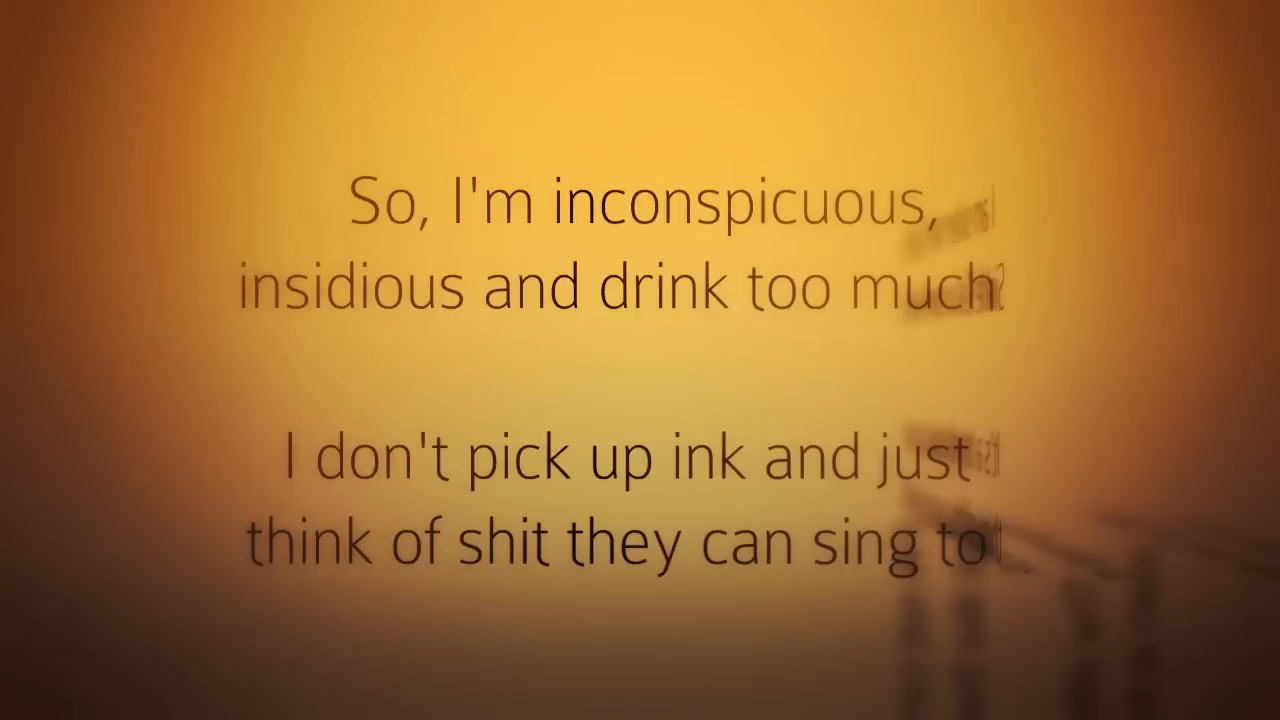 So, I'm inconspicuous,
insidious and drink too much
I don't pick up ink and just
think of shit they can sing to